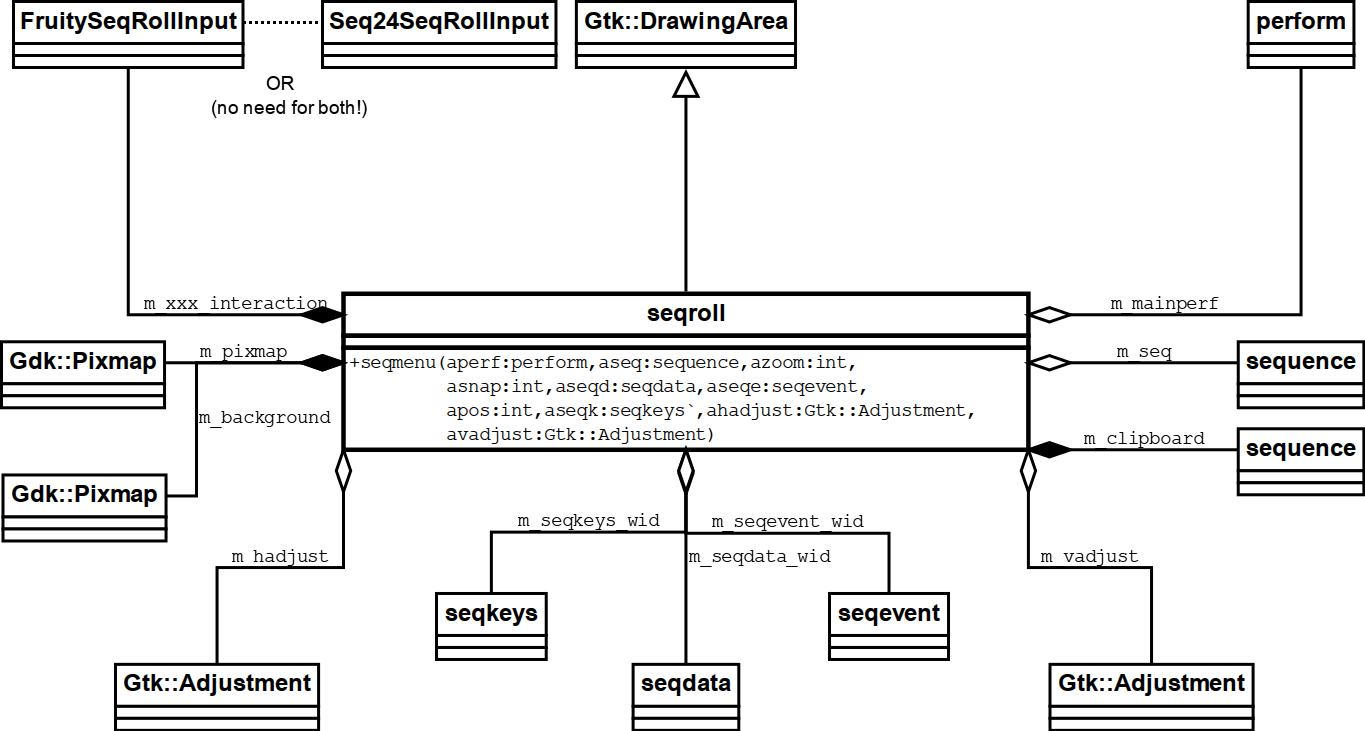 FruitySeqRollInput
Seq24SeqRollInput
Gtk::DrawingArea
perform
OR
(no need for both!)
m_xxx_interaction
seqroll
m_mainperf
Gdk::Pixmap
m_pixmap
+seqmenu(aperf:perform,aseq:sequence,azoom:int,
asnap:int,aseqd:seqdata,aseqe:seqevent,
apos:int,aseqk:seqkeys`,ahadjust:Gtk::Adjustment,
avadjust:Gtk::Adjustment)
m_seq
sequence
m_background
m_clipboard
sequence
Gdk::Pixmap
m_seqkeys_wid
m_seqevent_wid
m_hadjust
m_seqdata_wid
m_vadjust
seqkeys
seqevent
Gtk::Adjustment
seqdata
Gtk::Adjustment